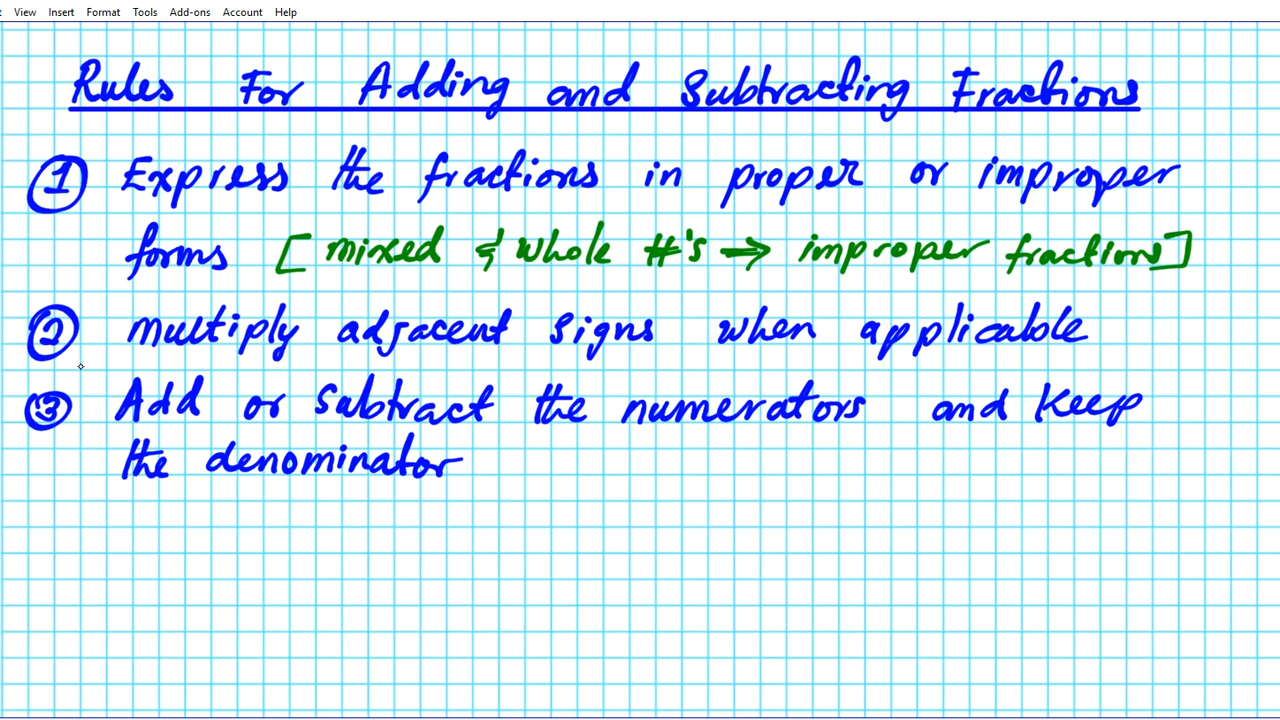 View Insert Format Tools Add-ons Account Help
Rules For Adding and Subtracting Fractions
① Express the fractions in proper or improper
forms [mixed & whole #'s → improper fractions]
② multiply adjacent signs when applicable
③ Add or subtract the numerators and keep
the denominator